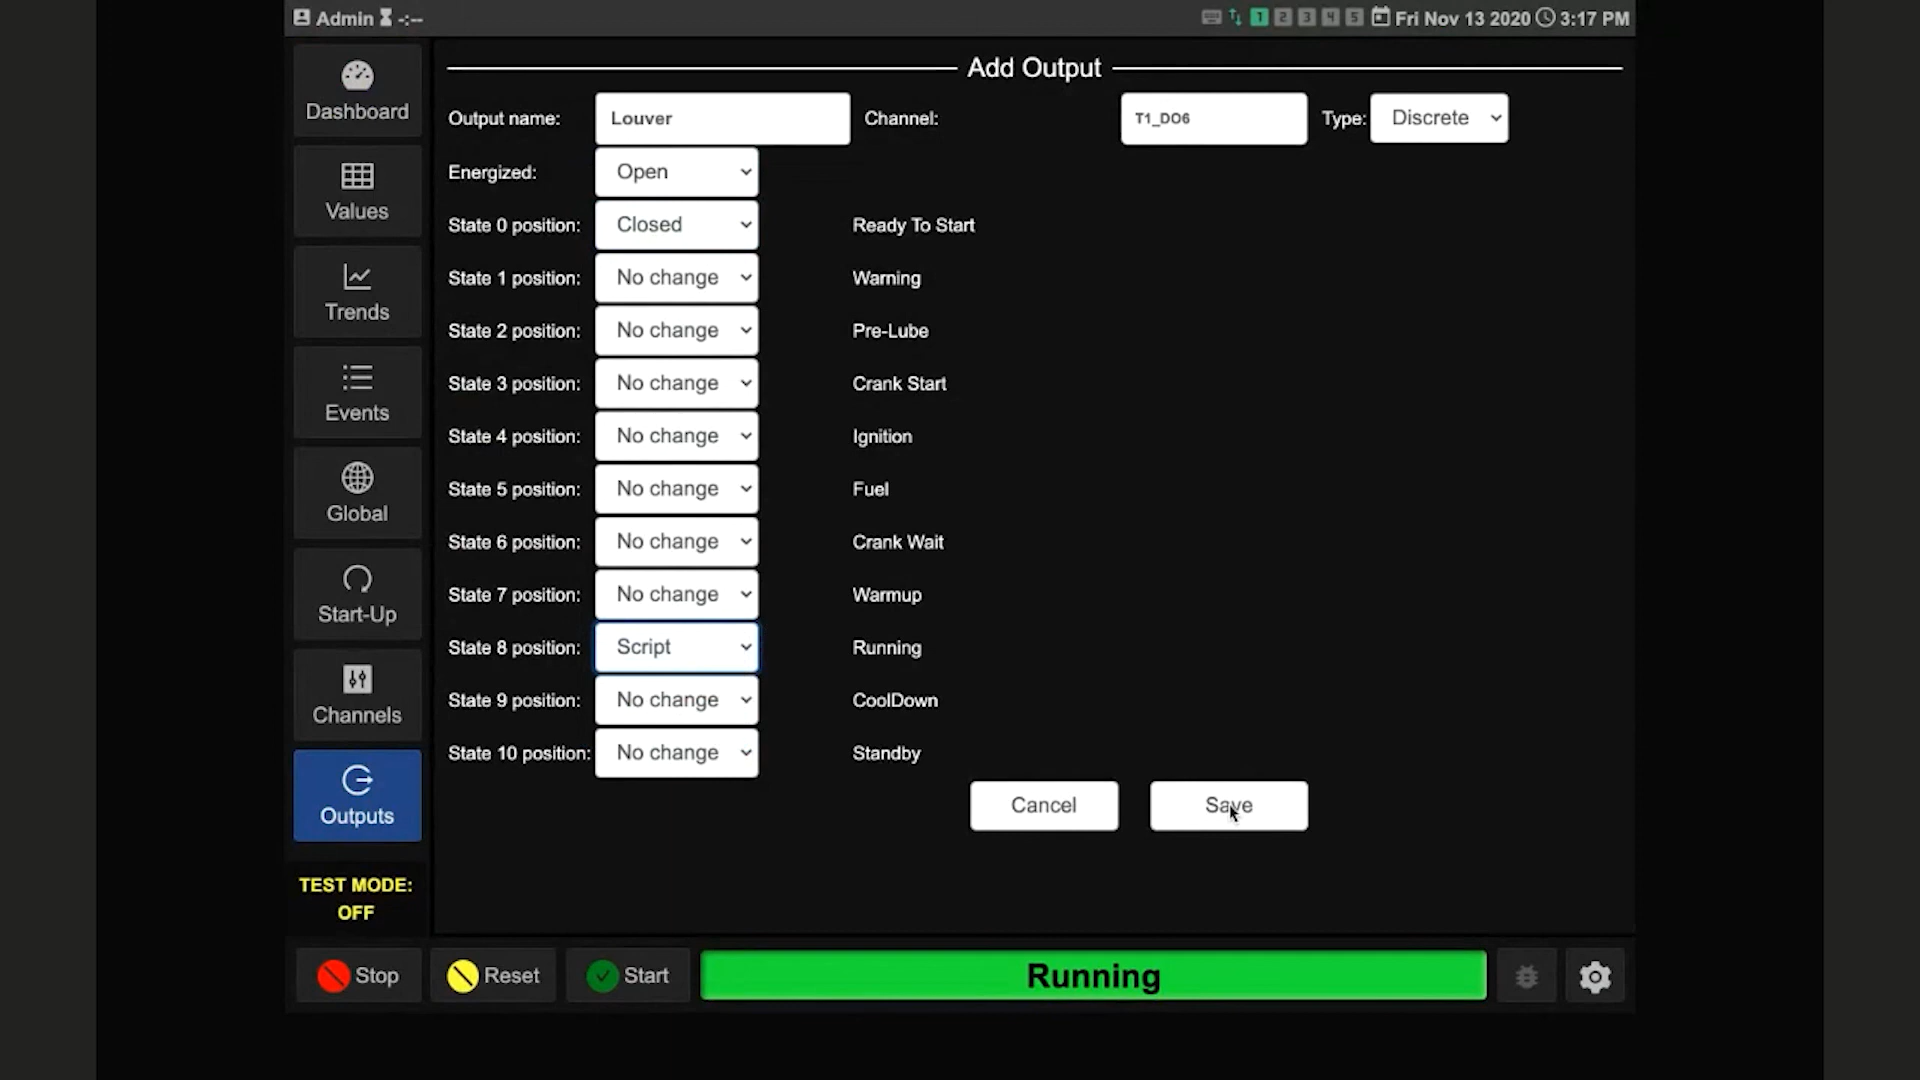 Admin -:--
1 2 3 4 5 Fri Nov 13 2020 3:17 PM
Add Output
Dashboard
Values
Trends
Events
Global
Start-Up
Channels
Outputs
TEST MODE:
OFF
Output name: Louver Channel: T1_DO6 Type: Discrete
Energized: Open
State 0 position: Closed Ready To Start
State 1 position: No change Warning
State 2 position: No change Pre-Lube
State 3 position: No change Crank Start
State 4 position: No change Ignition
State 5 position: No change Fuel
State 6 position: No change Crank Wait
State 7 position: No change Warmup
State 8 position: Script Running
State 9 position: No change CoolDown
State 10 position: No change Standby
Cancel Save
Stop Reset Start Running